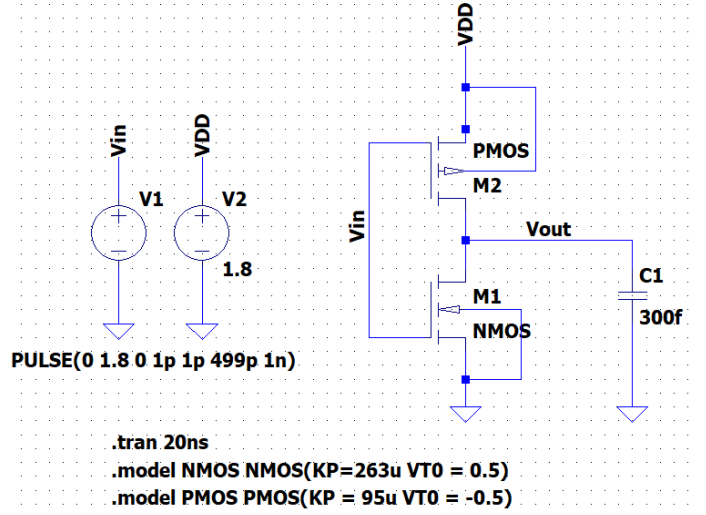 VDD
Vin
VDD
PMOS
V1
V2
M2
Vin
Vout
1.8
M1
C1
NMOS
300f
PULSE(0 1.8 0 1p 1p 499p 1n)
.tran 20ns
.model NMOS NMOS(KP=263u VT0 = 0.5)
.model PMOS PMOS(KP = 95u VT0 = -0.5)